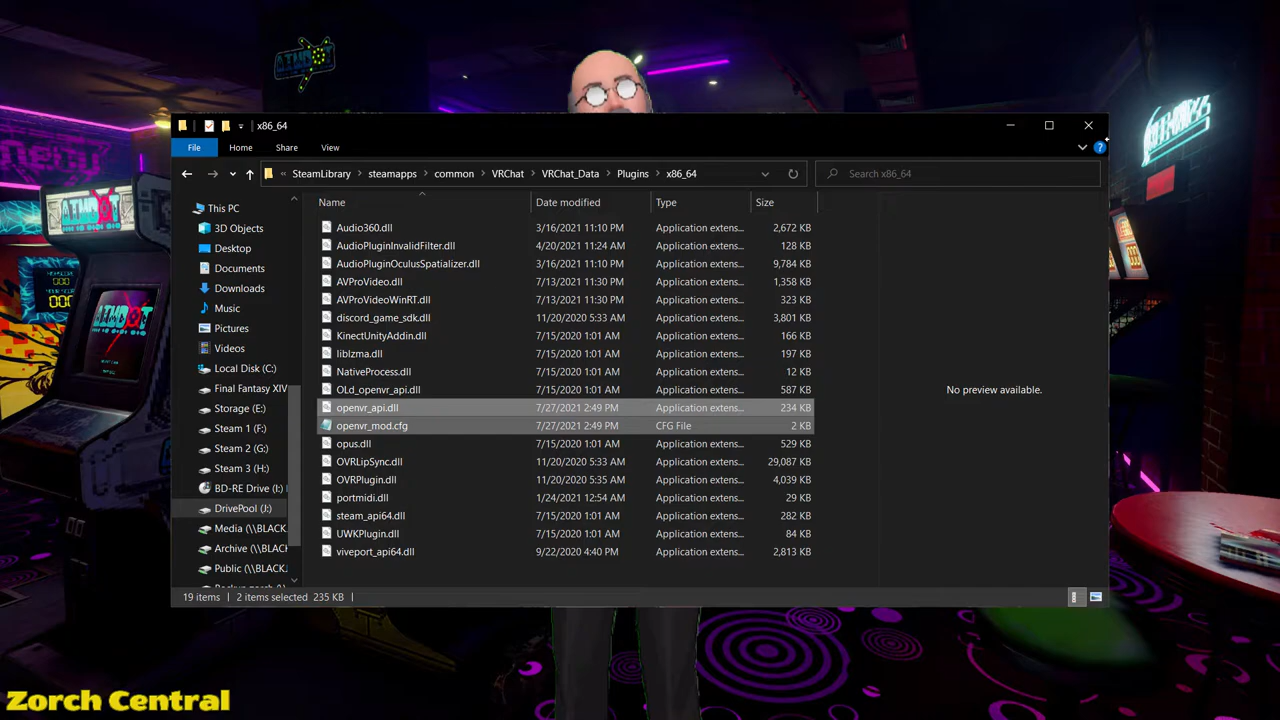 x86_64
File Home Share View
« SteamLibrary > steamapps > common > VRChat > VRChat_Data > Plugins > x86_64
Search x86_64
Name Date modified Type Size
This PC
3D Objects
Desktop
Documents
Downloads
Music
Pictures
Videos
Local Disk (C:)
Final Fantasy XIV
Storage (E:)
Steam 1 (F:)
Steam 2 (G:)
Steam 3 (H:)
BD-RE Drive (I:)
DrivePool (J:)
Media (\\BLACK
Archive (\\BLACK
Public (\\BLACK
Audio360.dll 3/16/2021 11:10 PM Application extens... 2,672 KB
AudioPluginInvalidFilter.dll 4/20/2021 11:24 AM Application extens... 128 KB
AudioPluginOculusSpatializer.dll 3/16/2021 11:10 PM Application extens... 9,784 KB
AVProVideo.dll 7/13/2021 11:30 PM Application extens... 1,358 KB
AVProVideoWinRT.dll 7/13/2021 11:30 PM Application extens... 323 KB
discord_game_sdk.dll 11/20/2020 5:33 AM Application extens... 3,801 KB
KinectUnityAddin.dll 7/15/2020 1:01 AM Application extens... 166 KB
liblzma.dll 7/15/2020 1:01 AM Application extens... 197 KB
NativeProcess.dll 7/15/2020 1:01 AM Application extens... 12 KB
OLd_openvr_api.dll 7/15/2020 1:01 AM Application extens... 587 KB
openvr_api.dll 7/27/2021 2:49 PM Application extens... 234 KB
openvr_mod.cfg 7/27/2021 2:49 PM CFG File 2 KB
opus.dll 7/15/2020 1:01 AM Application extens... 529 KB
OVRLipSync.dll 11/20/2020 5:33 AM Application extens... 29,087 KB
OVRPlugin.dll 11/20/2020 5:35 AM Application extens... 4,039 KB
portmidi.dll 1/24/2021 12:54 AM Application extens... 29 KB
steam_api64.dll 7/15/2020 1:01 AM Application extens... 282 KB
UWKPlugin.dll 7/15/2020 1:01 AM Application extens... 84 KB
viveport_api64.dll 9/22/2020 4:40 PM Application extens... 2,813 KB
No preview available.
19 items 2 items selected 235 KB
Zorch Central